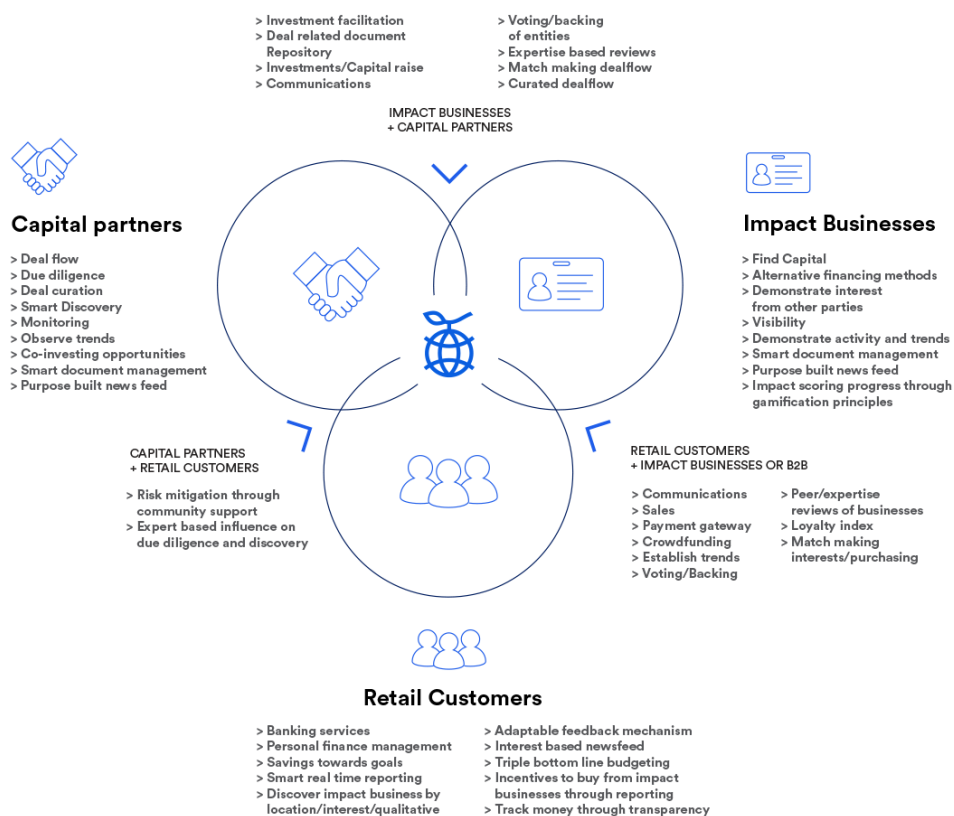 > Investment facilitation
> Deal related document
Repository
> Investments/Capital raise
> Communications
> Voting/backing
of entities
> Expertise based reviews
> Match making dealflow
> Curated dealflow
IMPACT BUSINESSES
+ CAPITAL PARTNERS
Capital partners
> Deal flow
> Due diligence
> Deal curation
> Smart Discovery
> Monitoring
> Observe trends
> Co-investing opportunities
> Smart document management
> Purpose built news feed
Impact Businesses
> Find Capital
> Alternative financing methods
> Demonstrate interest
from other parties
> Visibility
> Demonstrate activity and trends
> Smart document management
> Purpose built news feed
> Impact scoring progress through
gamification principles
CAPITAL PARTNERS
+ RETAIL CUSTOMERS
> Risk mitigation through
community support
> Expert based influence on
due diligence and discovery
RETAIL CUSTOMERS
+ IMPACT BUSINESSES OR B2B
> Communications
> Sales
> Payment gateway
> Crowdfunding
> Establish trends
> Voting/Backing
> Peer/expertise
reviews of businesses
> Loyalty index
> Match making
interests/purchasing
Retail Customers
> Banking services
> Personal finance management
> Savings towards goals
> Smart real time reporting
> Discover impact business by
location/interest/qualitative
> Adaptable feedback mechanism
> Interest based newsfeed
> Triple bottom line budgeting
> Incentives to buy from impact
businesses through reporting
> Track money through transparency